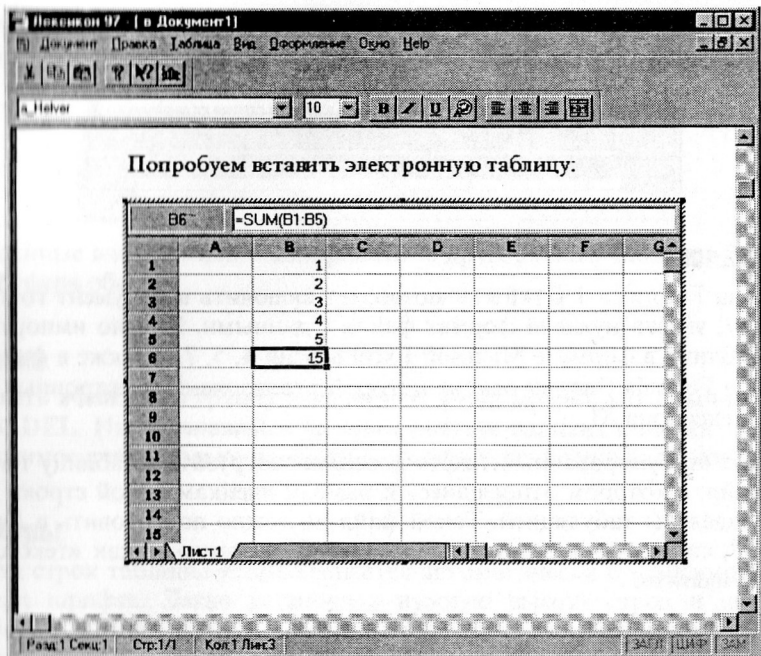 Лексикон 97 - [ в Документ1]
Документ Правка Таблица Вид Оформление Окно Help
a_Helver 10 B I U
Попробуем вставить электронную таблицу:
B6 =SUM(B1:B5)
A B C D E F G
1 1
2 2
3 3
4 4
5 5
6 15
7
8
9
10
11
12
13
14
15
Лист1
Разд:1 Секц:1 Стр:1/1 Кол:1 Лин:3 ЗАГЛ ЦИФ ЗАМ